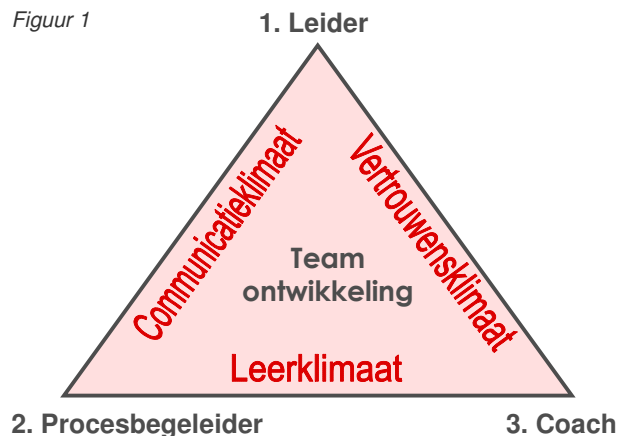 Figuur 1
1. Leider
Communicatieklimaat
Vertrouwensklimaat
Team
ontwikkeling
Leerklimaat
2. Procesbegeleider
3. Coach